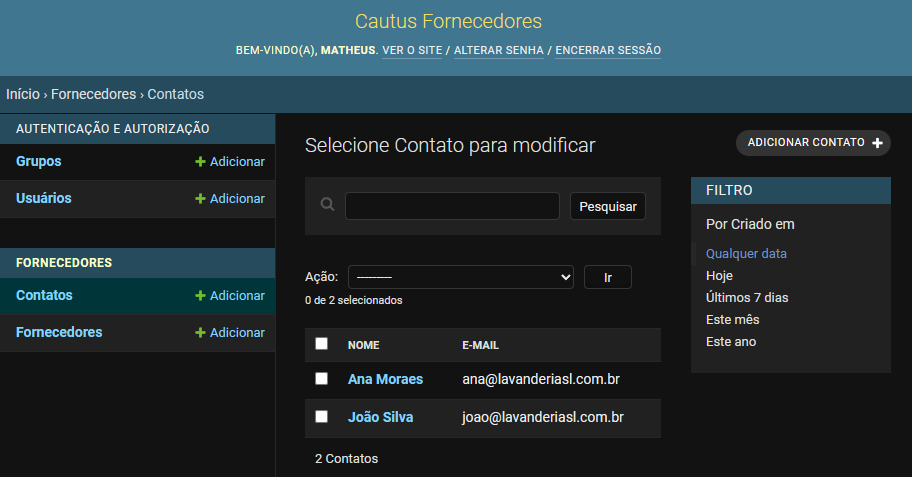 Cautus Fornecedores
BEM-VINDO(A), MATHEUS. VER O SITE / ALTERAR SENHA / ENCERRAR SESSÃO
Início › Fornecedores › Contatos
AUTENTICAÇÃO E AUTORIZAÇÃO
Grupos + Adicionar
Usuários + Adicionar
FORNECEDORES
Contatos + Adicionar
Fornecedores + Adicionar
Selecione Contato para modificar
ADICIONAR CONTATO +
Pesquisar
Ação: --------- Ir
0 de 2 selecionados
NOME E-MAIL
Ana Moraes ana@lavanderiasl.com.br
João Silva joao@lavanderiasl.com.br
2 Contatos
FILTRO
Por Criado em
Qualquer data
Hoje
Últimos 7 dias
Este mês
Este ano